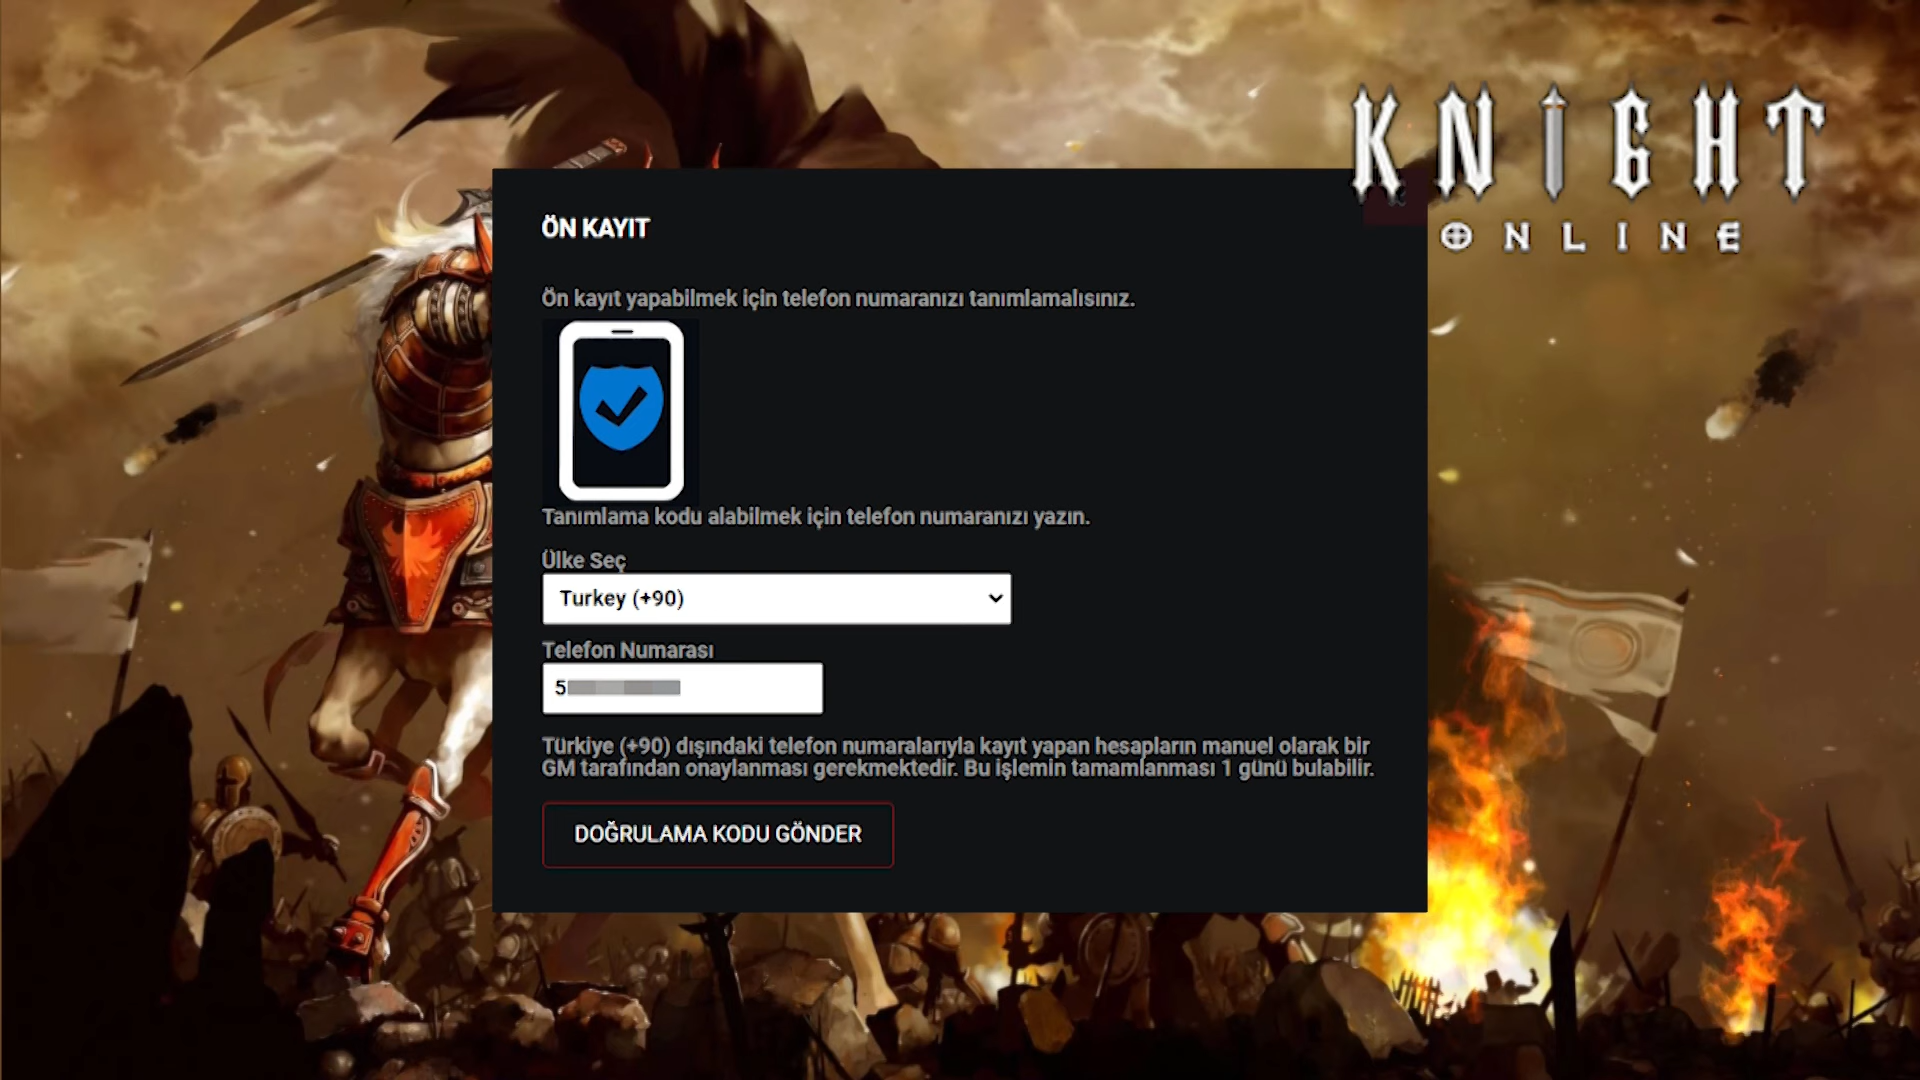 KNIGHT
ONLINE
ÖN KAYIT
Ön kayıt yapabilmek için telefon numaranızı tanımlamalısınız.
Tanımlama kodu alabilmek için telefon numaranızı yazın.
Ülke Seç
Turkey (+90)
Telefon Numarası
5
Türkiye (+90) dışındaki telefon numaralarıyla kayıt yapan hesapların manuel olarak bir
GM tarafından onaylanması gerekmektedir. Bu işlemin tamamlanması 1 günü bulabilir.
DOĞRULAMA KODU GÖNDER